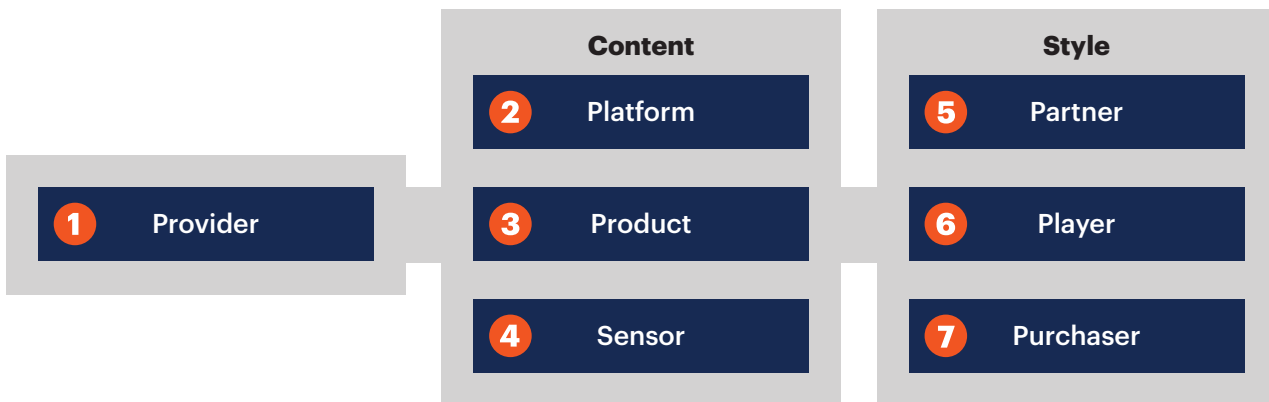 1 Provider
Content
2 Platform
3 Product
4 Sensor
Style
5 Partner
6 Player
7 Purchaser